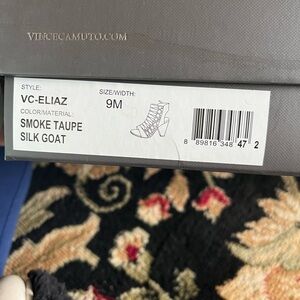 VINCECAMUTO.COM
STYLE:
VC-ELIAZ
SIZE/WIDTH:
9M
COLOR/MATERIAL:
SMOKE TAUPE
SILK GOAT
8 89816 348 47 2